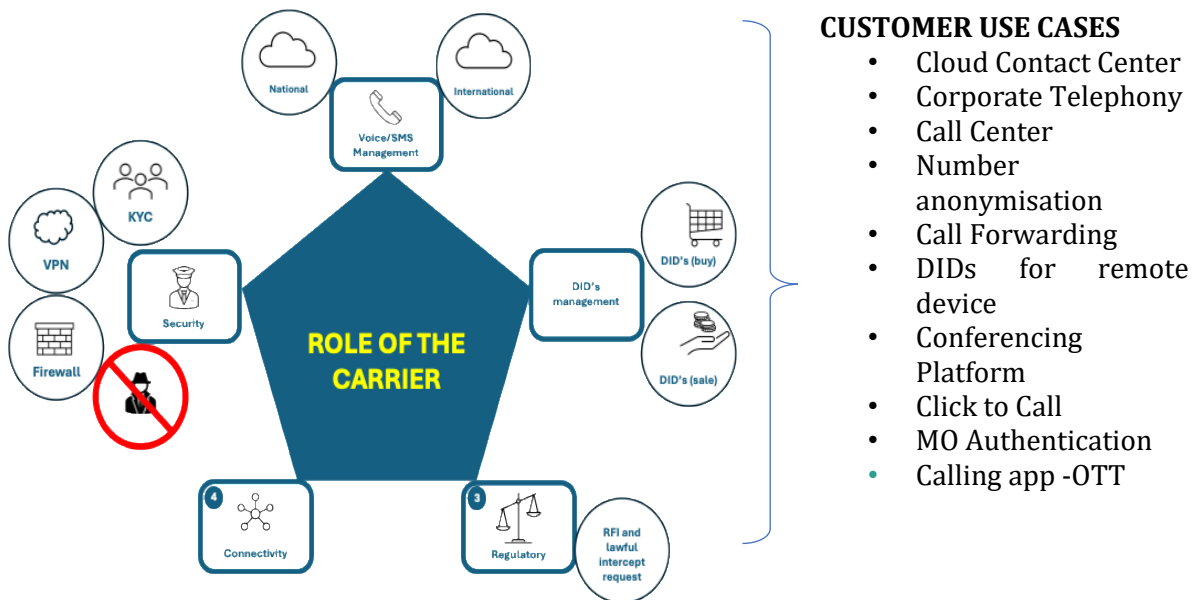 National
International
Voice/SMS
Management
KYC
VPN
Security
Firewall
DID's (buy)
DID's
management
DID's (sale)
ROLE OF THE
CARRIER
4
Connectivity
3
Regulatory
RFI and
lawful
intercept
request
CUSTOMER USE CASES
• Cloud Contact Center
• Corporate Telephony
• Call Center
• Number
anonymisation
• Call Forwarding
• DIDs for remote
device
• Conferencing
Platform
• Click to Call
• MO Authentication
• Calling app -OTT